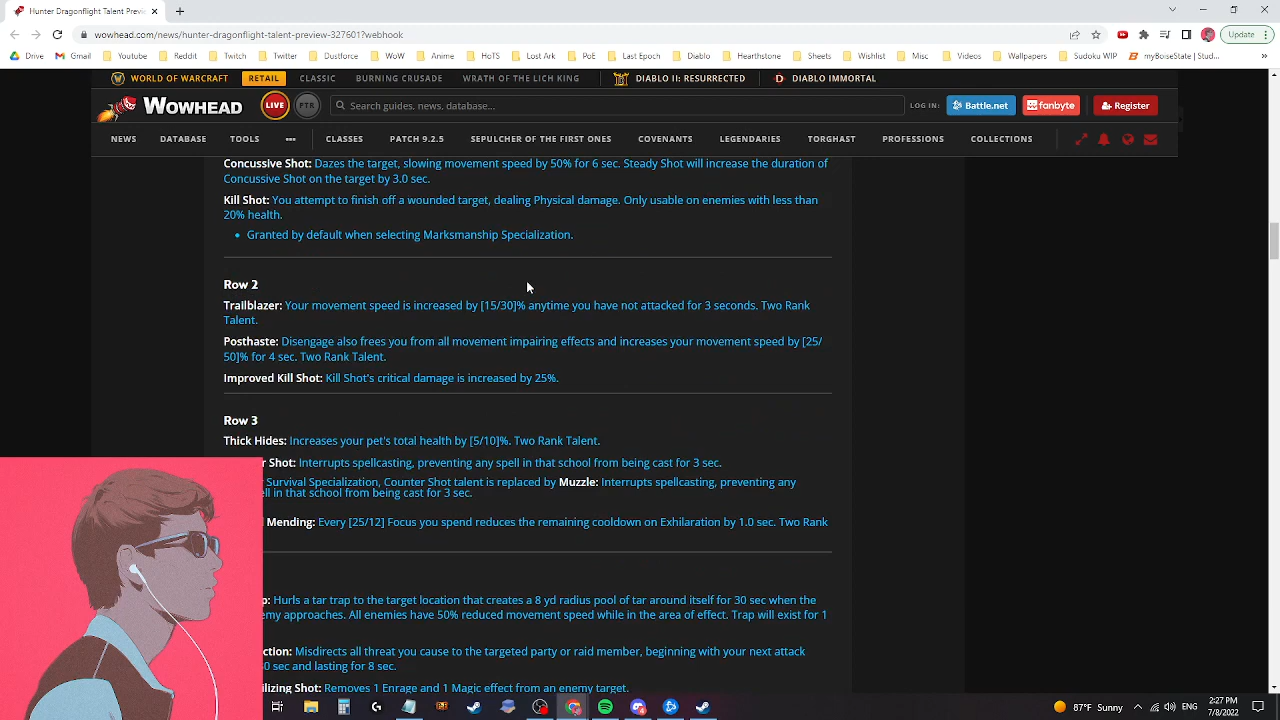 Hunter Dragonflight Talent Previ
wowhead.com/news/hunter-dragonflight-talent-preview-327601?webhook
Update
Drive Gmail Youtube Reddit Twitch Twitter Dustforce WoW Anime HoTS Lost Ark PoE Last Epoch Diablo Hearthstone Sheets Wishlist Misc Videos Wallpapers Sudoku WIP myBoiseState | Stud...
WORLD OF WARCRAFT RETAIL CLASSIC BURNING CRUSADE WRATH OF THE LICH KING DIABLO II: RESURRECTED DIABLO IMMORTAL
WOWHEAD LIVE PTR Search guides, news, database... LOG IN: Battle.net fanbyte Register
NEWS DATABASE TOOLS ••• CLASSES PATCH 9.2.5 SEPULCHER OF THE FIRST ONES COVENANTS LEGENDARIES TORGHAST PROFESSIONS COLLECTIONS
Concussive Shot: Dazes the target, slowing movement speed by 50% for 6 sec. Steady Shot will increase the duration of
Concussive Shot on the target by 3.0 sec.
Kill Shot: You attempt to finish off a wounded target, dealing Physical damage. Only usable on enemies with less than
20% health.
• Granted by default when selecting Marksmanship Specialization.
Row 2
Trailblazer: Your movement speed is increased by [15/30]% anytime you have not attacked for 3 seconds. Two Rank
Talent.
Posthaste: Disengage also frees you from all movement impairing effects and increases your movement speed by [25/
50]% for 4 sec. Two Rank Talent.
Improved Kill Shot: Kill Shot's critical damage is increased by 25%.
Row 3
Thick Hides: Increases your pet's total health by [5/10]%. Two Rank Talent.
r Shot: Interrupts spellcasting, preventing any spell in that school from being cast for 3 sec.
Survival Specialization, Counter Shot talent is replaced by Muzzle: Interrupts spellcasting, preventing any
ell in that school from being cast for 3 sec.
l Mending: Every [25/12] Focus you spend reduces the remaining cooldown on Exhilaration by 1.0 sec. Two Rank
p: Hurls a tar trap to the target location that creates a 8 yd radius pool of tar around itself for 30 sec when the
emy approaches. All enemies have 50% reduced movement speed while in the area of effect. Trap will exist for 1
ction: Misdirects all threat you cause to the targeted party or raid member, beginning with your next attack
0 sec and lasting for 8 sec.
ilizing Shot: Removes 1 Enrage and 1 Magic effect from an enemy target.
87°F Sunny ENG 2:27 PM
7/8/2022